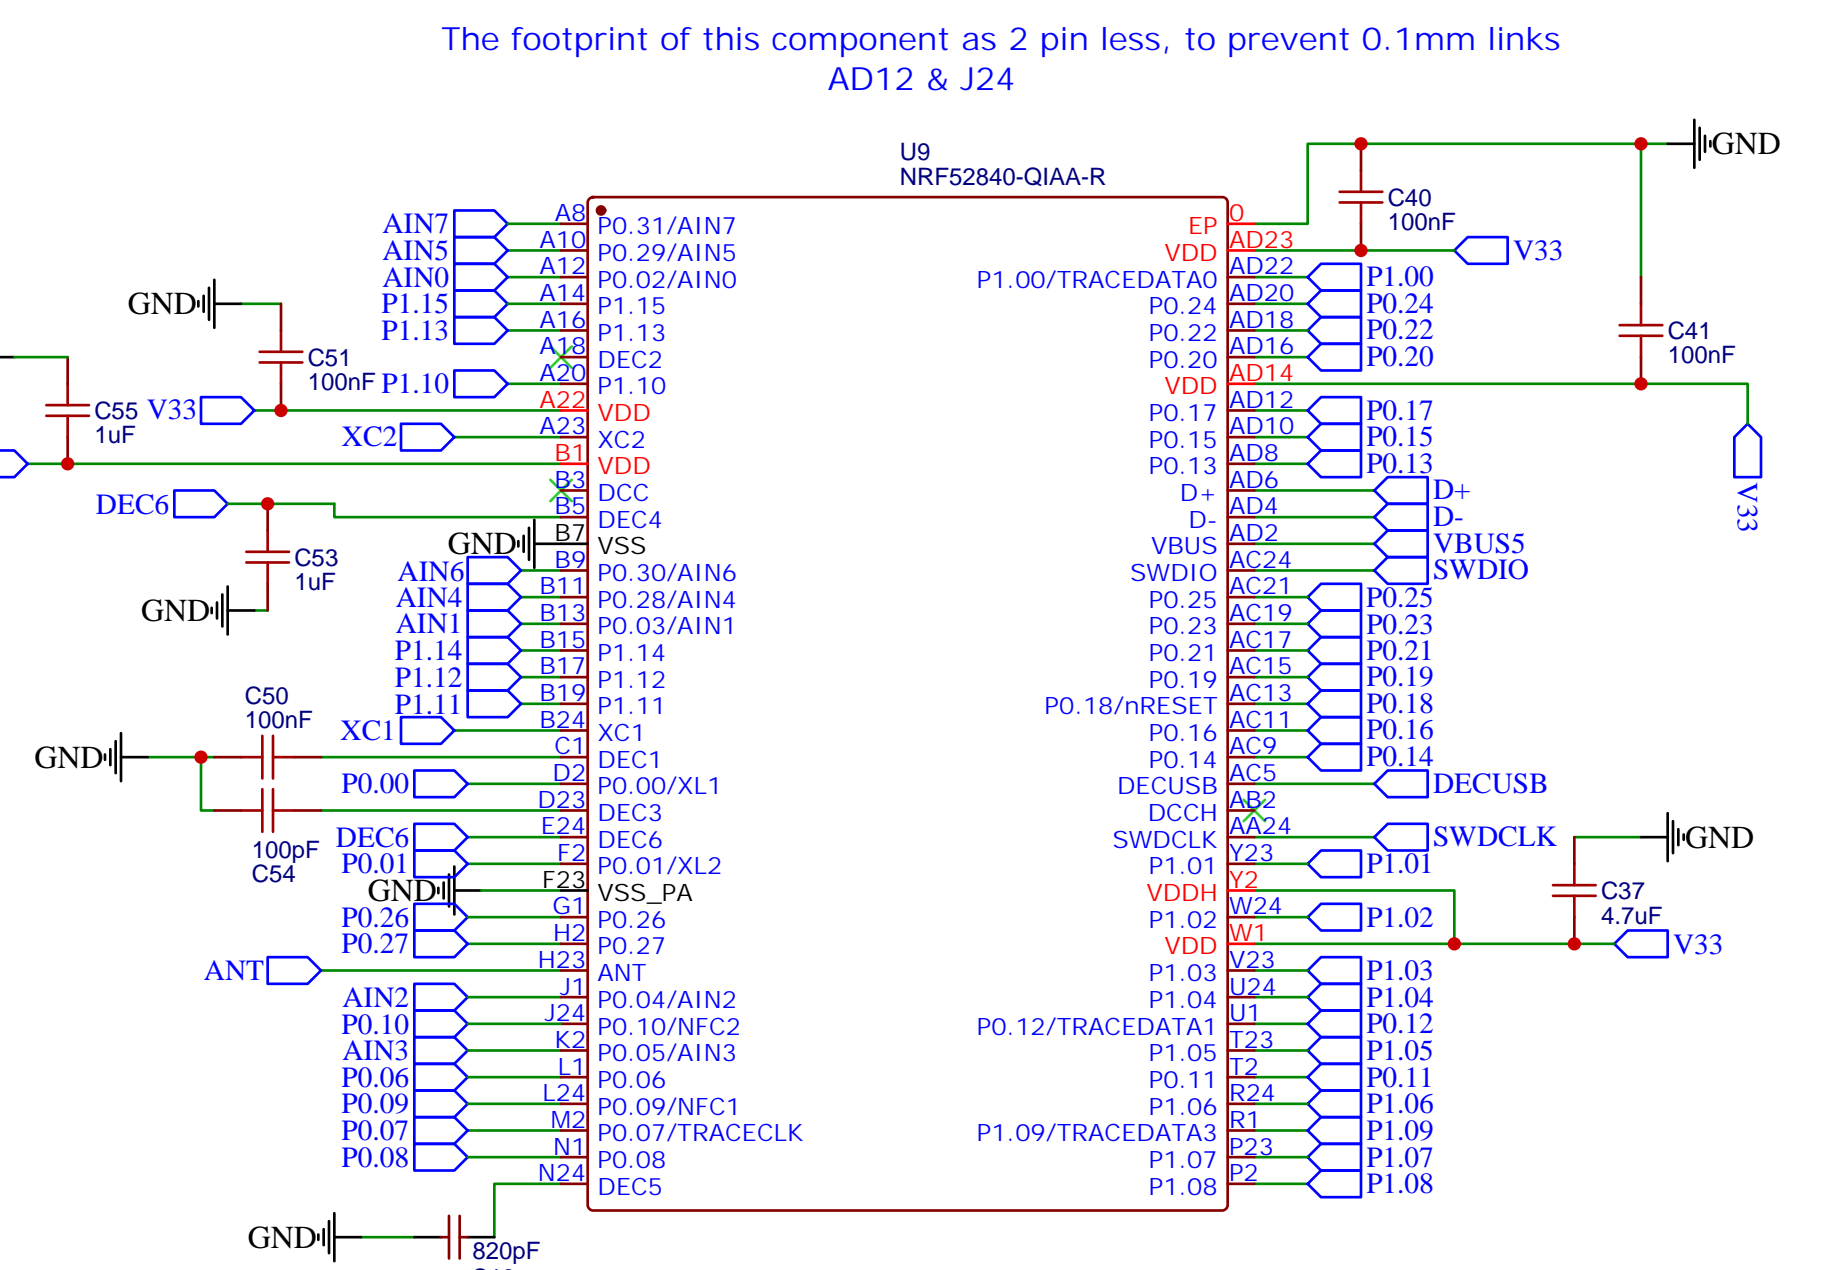 The footprint of this component as 2 pin less, to prevent 0.1mm links
AD12 & J24
U9
NRF52840-QIAA-R
AIN7 A8 P0.31/AIN7
AIN5 A10 P0.29/AIN5
AIN0 A12 P0.02/AIN0
P1.15 A14 P1.15
P1.13 A16 P1.13
A18 DEC2
P1.10 A20 P1.10
V33 A22 VDD
XC2 A23 XC2
B1 VDD
B3 DCC
DEC6 B5 DEC4
GND B7 VSS
AIN6 B9 P0.30/AIN6
AIN4 B11 P0.28/AIN4
AIN1 B13 P0.03/AIN1
P1.14 B15 P1.14
P1.12 B17 P1.12
P1.11 B19 P1.11
XC1 B24 XC1
C1 DEC1
P0.00 D2 P0.00/XL1
D23 DEC3
DEC6 E24 DEC6
P0.01 F2 P0.01/XL2
GND F23 VSS_PA
P0.26 G1 P0.26
P0.27 H2 P0.27
ANT H23 ANT
AIN2 J1 P0.04/AIN2
P0.10 J24 P0.10/NFC2
AIN3 K2 P0.05/AIN3
P0.06 L1 P0.06
P0.09 L24 P0.09/NFC1
P0.07 M2 P0.07/TRACECLK
P0.08 N1 P0.08
N24 DEC5
GND
C51
100nF
C55
1uF
C53
1uF
GND
C50
100nF
GND
100pF
C54
GND
820pF
EP 0
VDD AD23 V33
P1.00/TRACEDATA0 AD22 P1.00
P0.24 AD20 P0.24
P0.22 AD18 P0.22
P0.20 AD16 P0.20
VDD AD14
P0.17 AD12 P0.17
P0.15 AD10 P0.15
P0.13 AD8 P0.13
D+ AD6 D+
D- AD4 D-
VBUS AD2 VBUS5
SWDIO AC24 SWDIO
P0.25 AC21 P0.25
P0.23 AC19 P0.23
P0.21 AC17 P0.21
P0.19 AC15 P0.19
P0.18/nRESET AC13 P0.18
P0.16 AC11 P0.16
P0.14 AC9 P0.14
DECUSB AC5 DECUSB
DCCH AB2
SWDCLK AA24 SWDCLK
P1.01 Y23 P1.01
VDDH Y2
P1.02 W24 P1.02
VDD W1 V33
P1.03 V23 P1.03
P1.04 U24 P1.04
P0.12/TRACEDATA1 U1 P0.12
P1.05 T23 P1.05
P0.11 T2 P0.11
P1.06 R24 P1.06
P1.09/TRACEDATA3 R1 P1.09
P1.07 P23 P1.07
P1.08 P2 P1.08
GND
C40
100nF
C41
100nF
V33
GND
C37
4.7uF